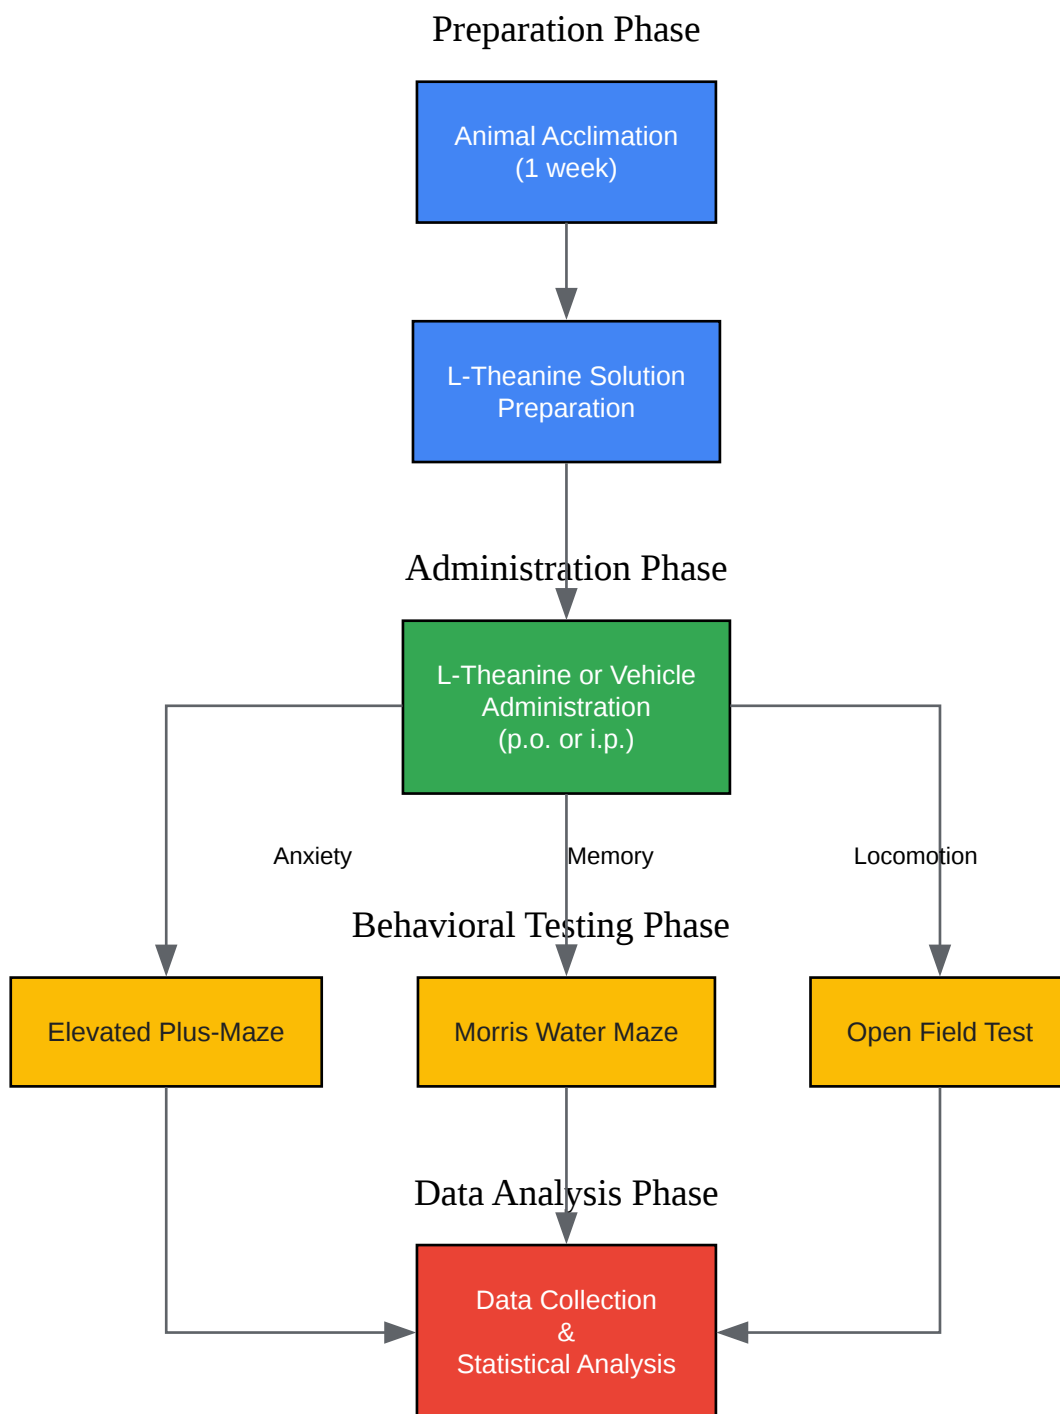 Preparation Phase
Animal Acclimation
(1 week)
L-Theanine Solution
Preparation
Administration Phase
L-Theanine or Vehicle
Administration
(p.o. or i.p.)
Anxiety
Memory
Locomotion
Behavioral Testing Phase
Elevated Plus-Maze
Morris Water Maze
Open Field Test
Data Analysis Phase
Data Collection
&
Statistical Analysis